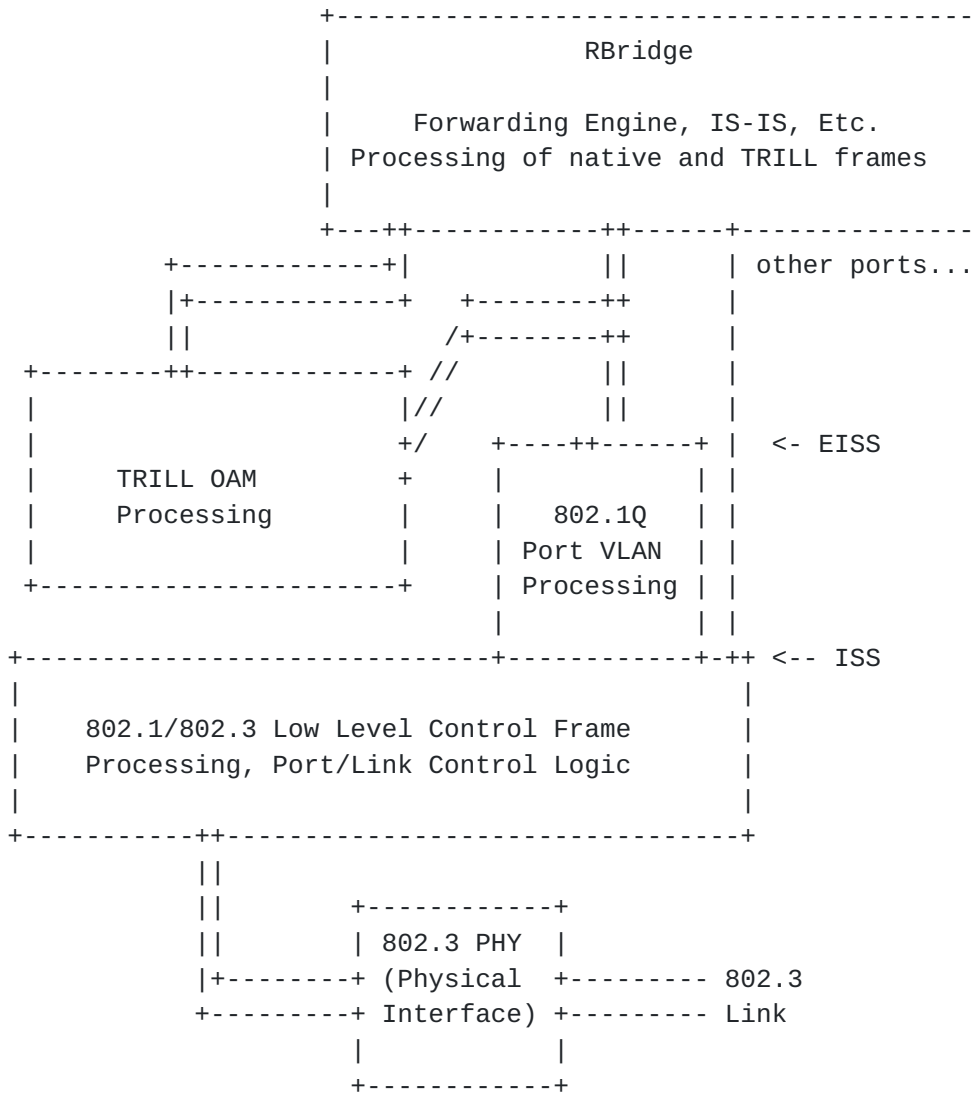 RBridge
Forwarding Engine, IS-IS, Etc.
Processing of native and TRILL frames
other ports...
<- EISS
TRILL OAM
Processing
802.1Q
Port VLAN
Processing
<-- ISS
802.1/802.3 Low Level Control Frame
Processing, Port/Link Control Logic
802.3 PHY
(Physical
Interface)
802.3
Link